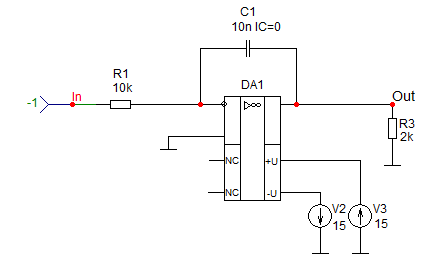 C1
10n IC=0
-1
In
R1
10k
DA1
▷∞
Out
R3
2k
NC
+U
NC
-U
V2
15
V3
15